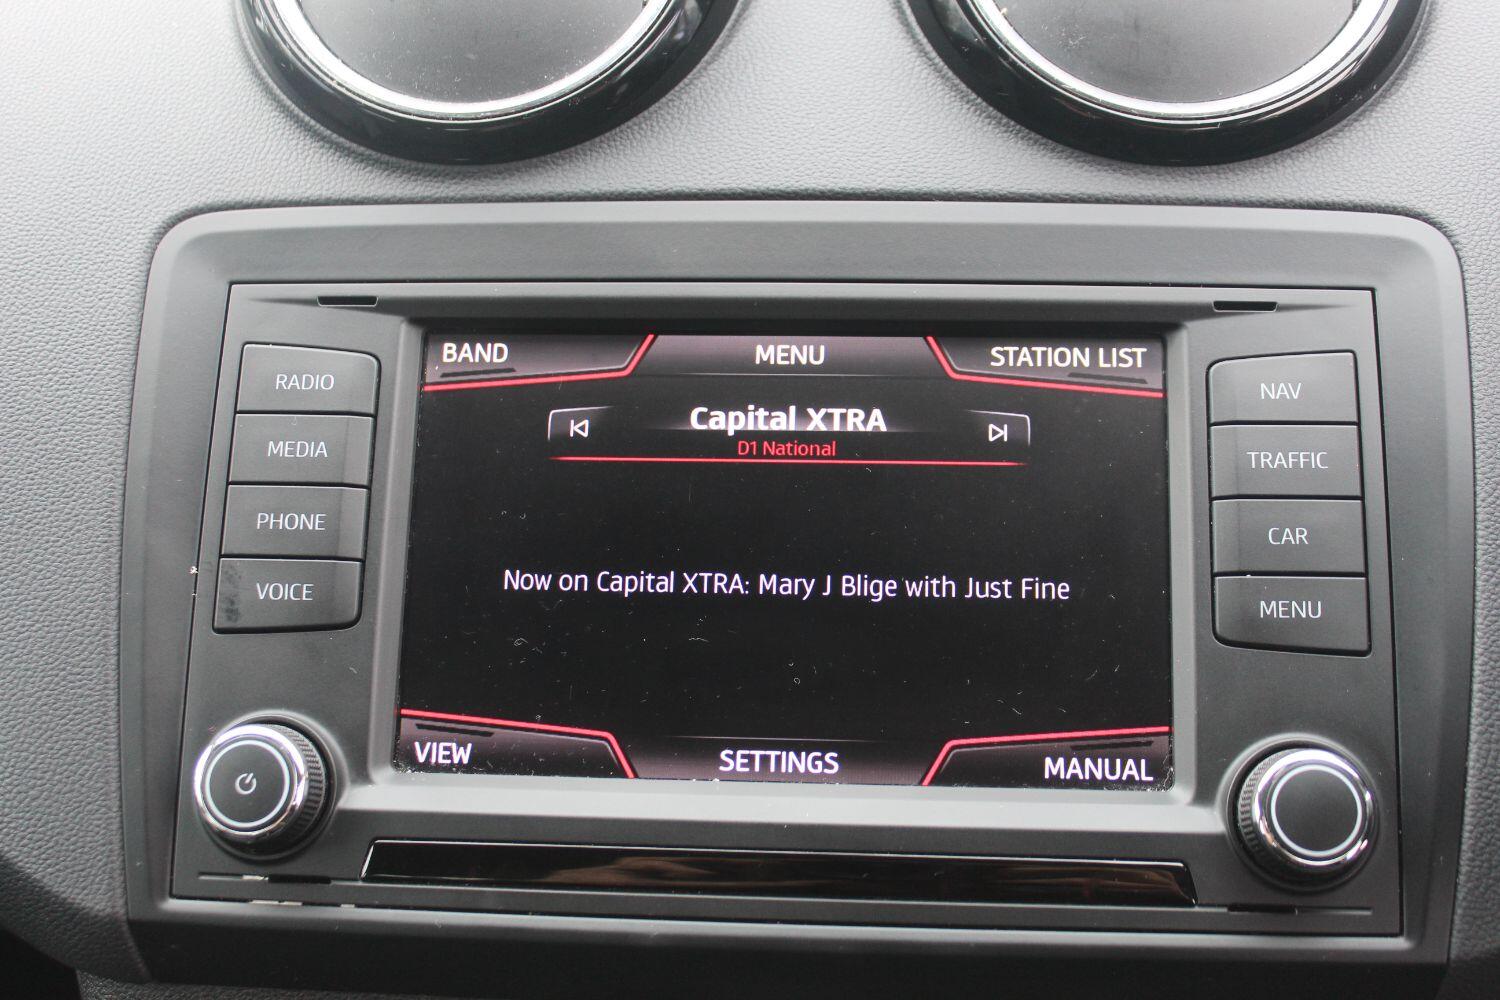 BAND
MENU
STATION LIST
RADIO
MEDIA
PHONE
VOICE
Capital XTRA
D1 National
Now on Capital XTRA: Mary J Blige with Just Fine
NAV
TRAFFIC
CAR
MENU
VIEW
SETTINGS
MANUAL